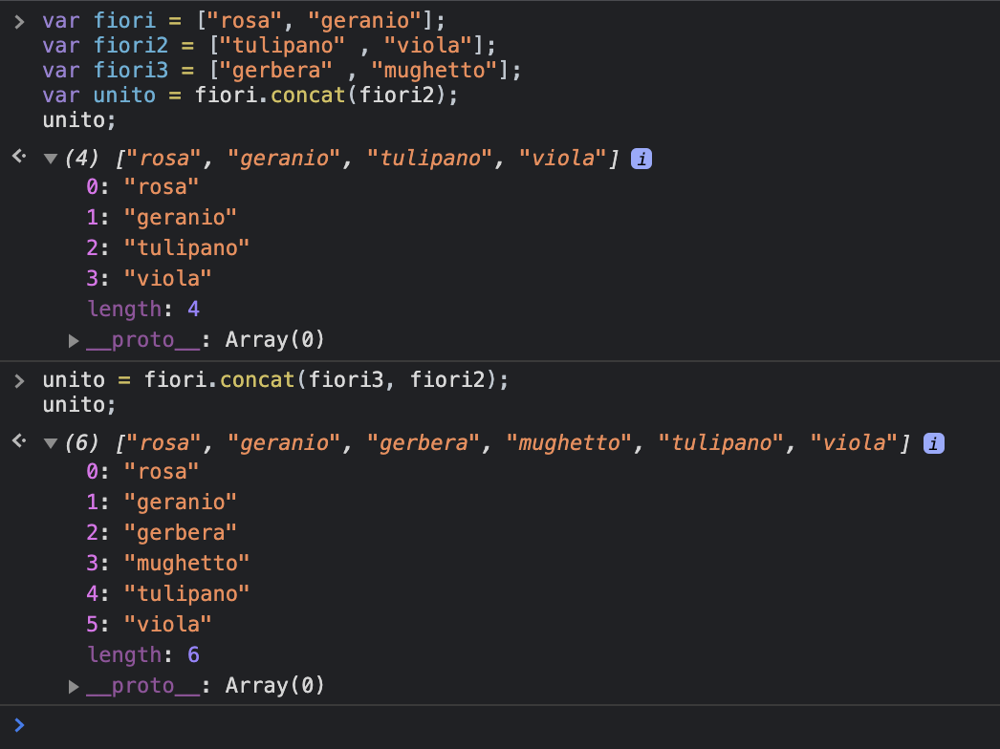 > var fiori = ["rosa", "geranio"];
var fiori2 = ["tulipano" , "viola"];
var fiori3 = ["gerbera" , "mughetto"];
var unito = fiori.concat(fiori2);
unito;
(4) ["rosa", "geranio", "tulipano", "viola"] i
0: "rosa"
1: "geranio"
2: "tulipano"
3: "viola"
length: 4
__proto__: Array(0)
> unito = fiori.concat(fiori3, fiori2);
unito;
(6) ["rosa", "geranio", "gerbera", "mughetto", "tulipano", "viola"] i
0: "rosa"
1: "geranio"
2: "gerbera"
3: "mughetto"
4: "tulipano"
5: "viola"
length: 6
__proto__: Array(0)
>